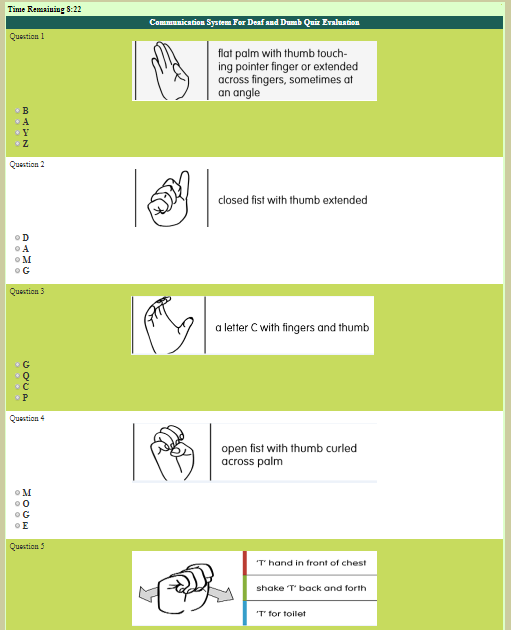 Time Remaining 8:22
Communication System For Deaf and Dumb Quiz Evaluation
Question 1
flat palm with thumb touch-
ing pointer finger or extended
across fingers, sometimes at
an angle
B
A
Y
Z
Question 2
closed fist with thumb extended
D
A
M
G
Question 3
a letter C with fingers and thumb
G
Q
C
P
Question 4
open fist with thumb curled
across palm
M
O
G
E
Question 5
'T' hand in front of chest
shake 'T' back and forth
'T' for toilet